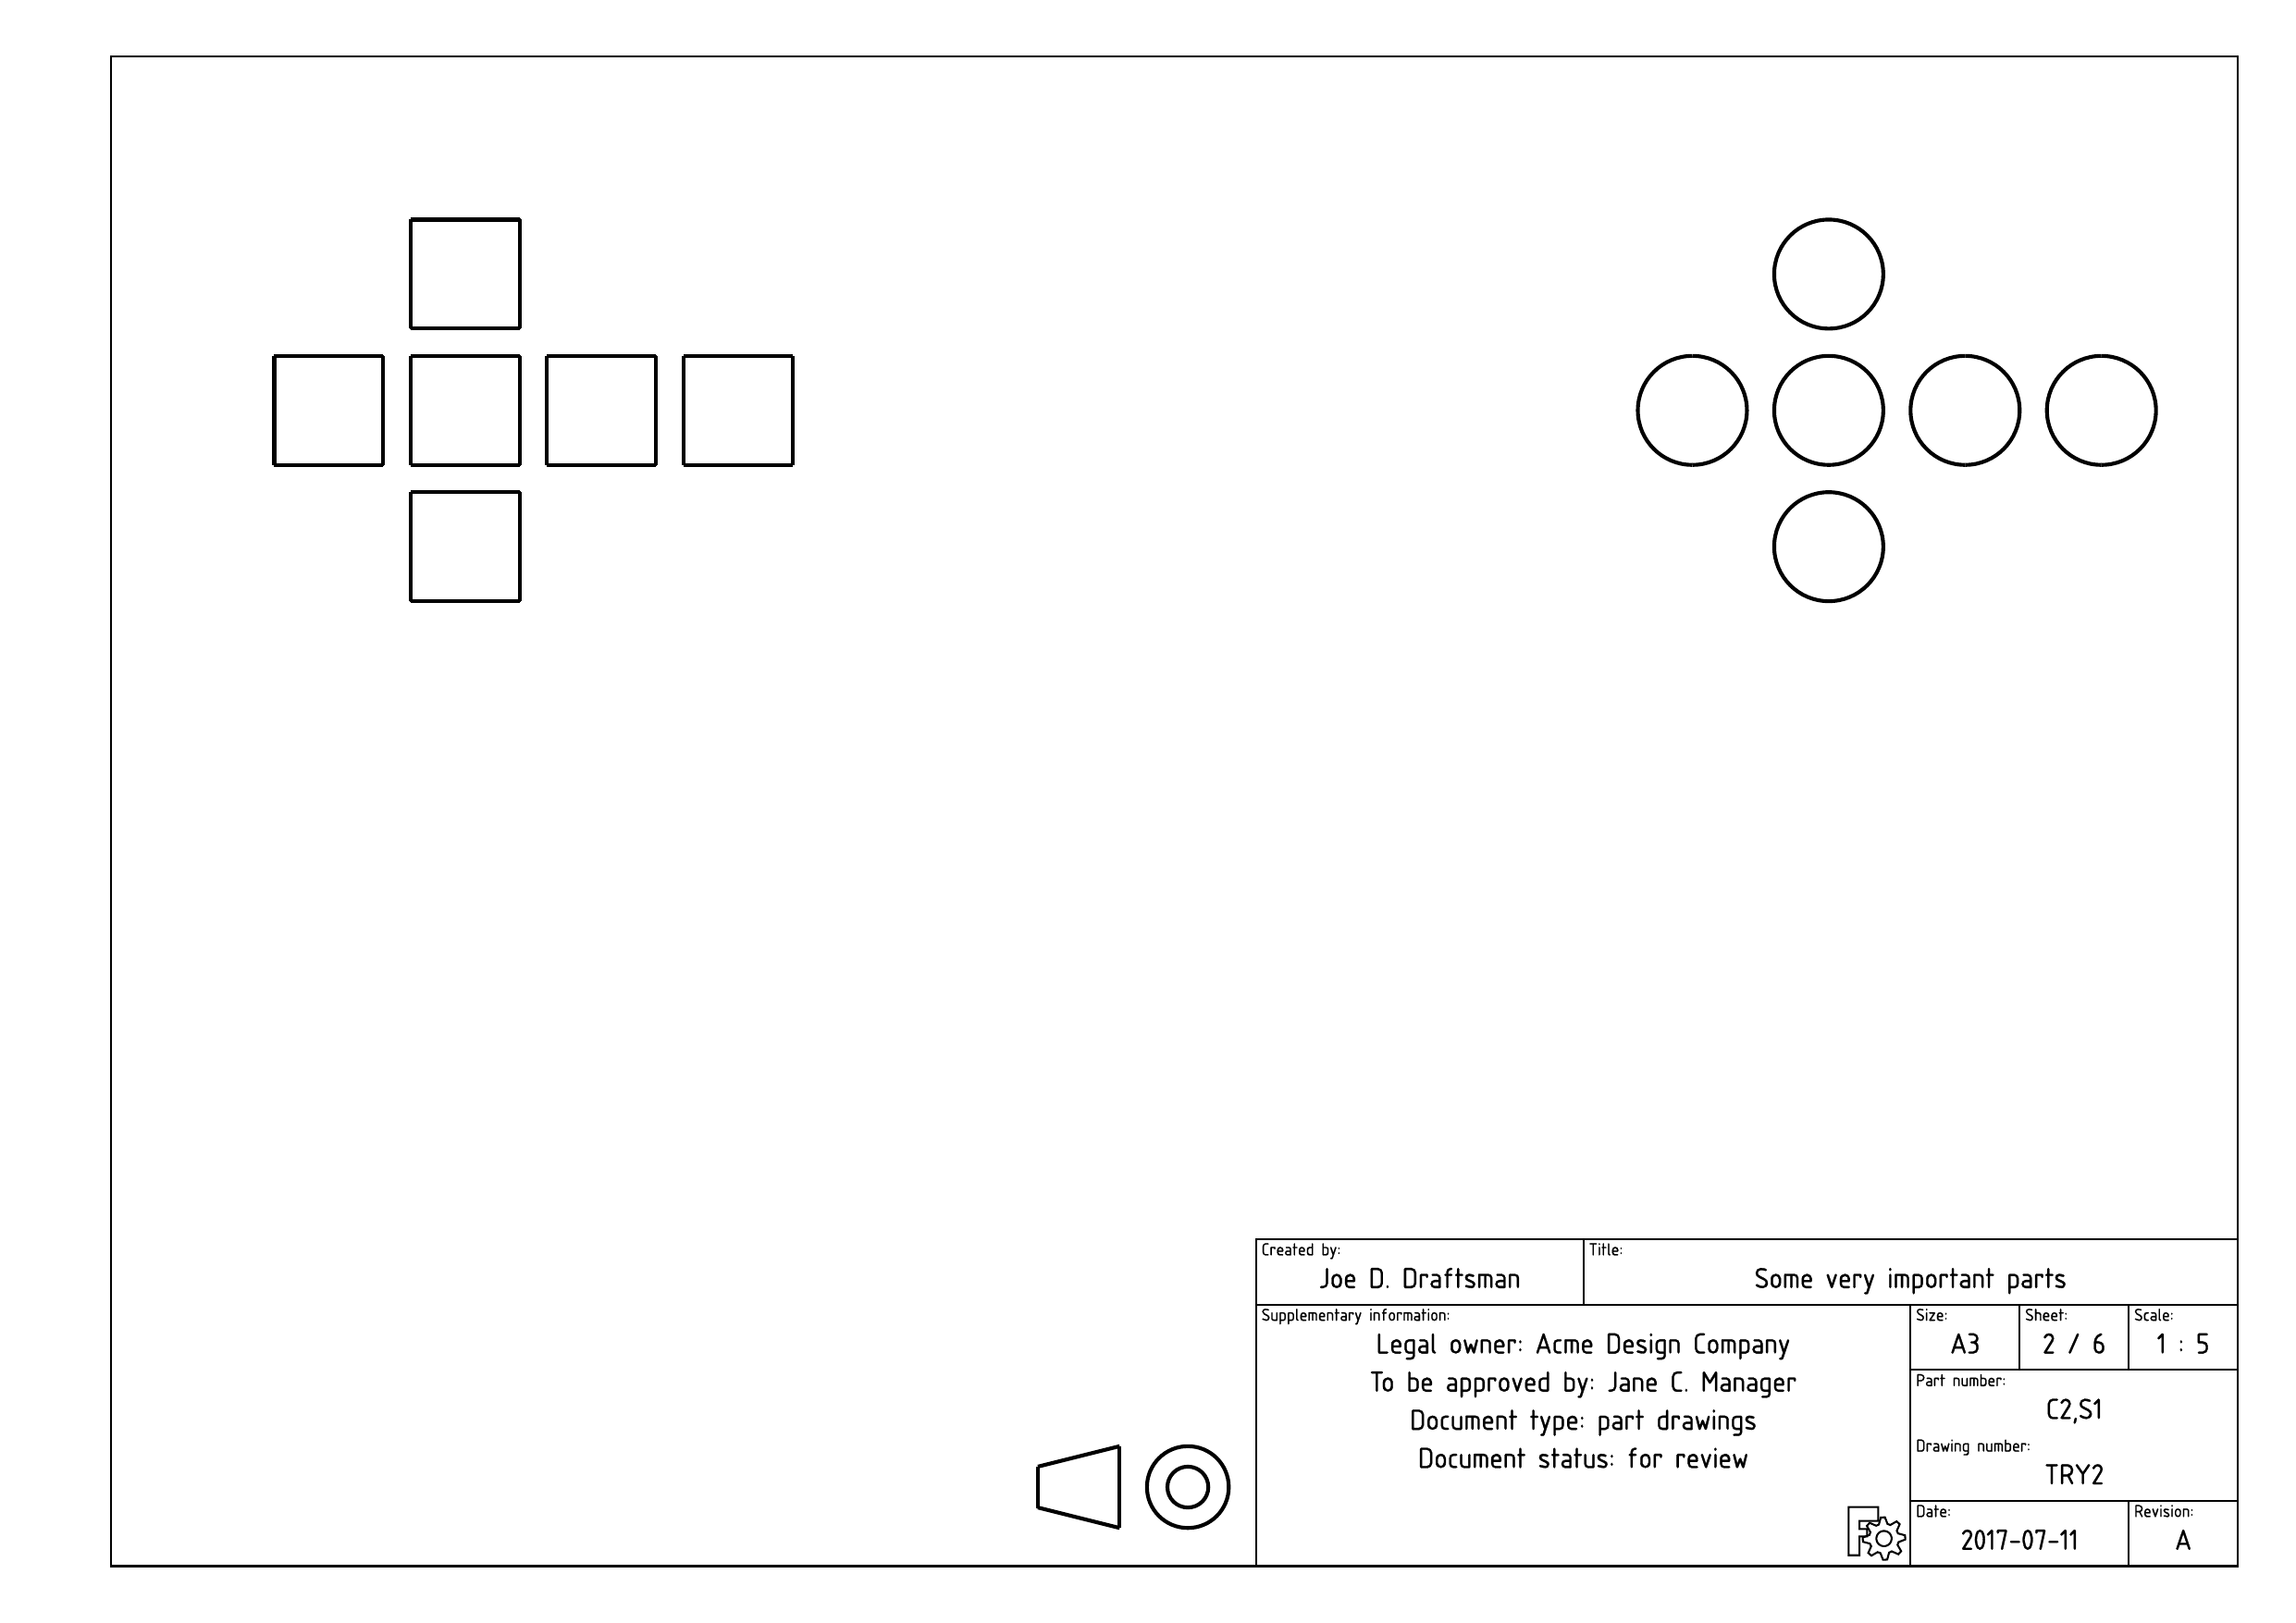 Created by:
Joe D. Draftsman
Title:
Some very important parts
Supplementary information:
Legal owner: Acme Design Company
To be approved by: Jane C. Manager
Document type: part drawings
Document status: for review
Size:
A3
Sheet:
2 / 6
Scale:
1 : 5
Part number:
C2,S1
Drawing number:
TRY2
Date:
2017-07-11
Revision:
A